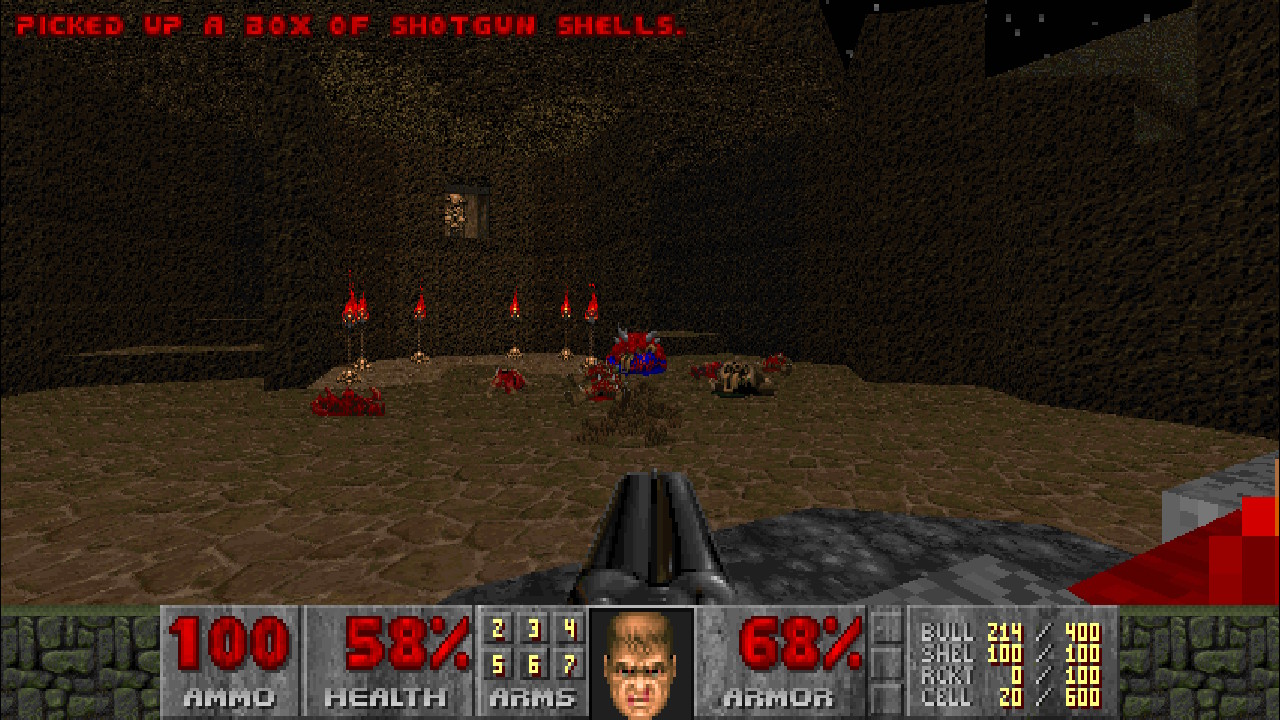 PICKED UP A BOX OF SHOTGUN SHELLS.
100 58% 2 3 4 68% BULL 214 / 400
SHEL 100 / 100
5 6 7 RCKT 0 / 100
AMMO HEALTH ARMS ARMOR CELL 20 / 600